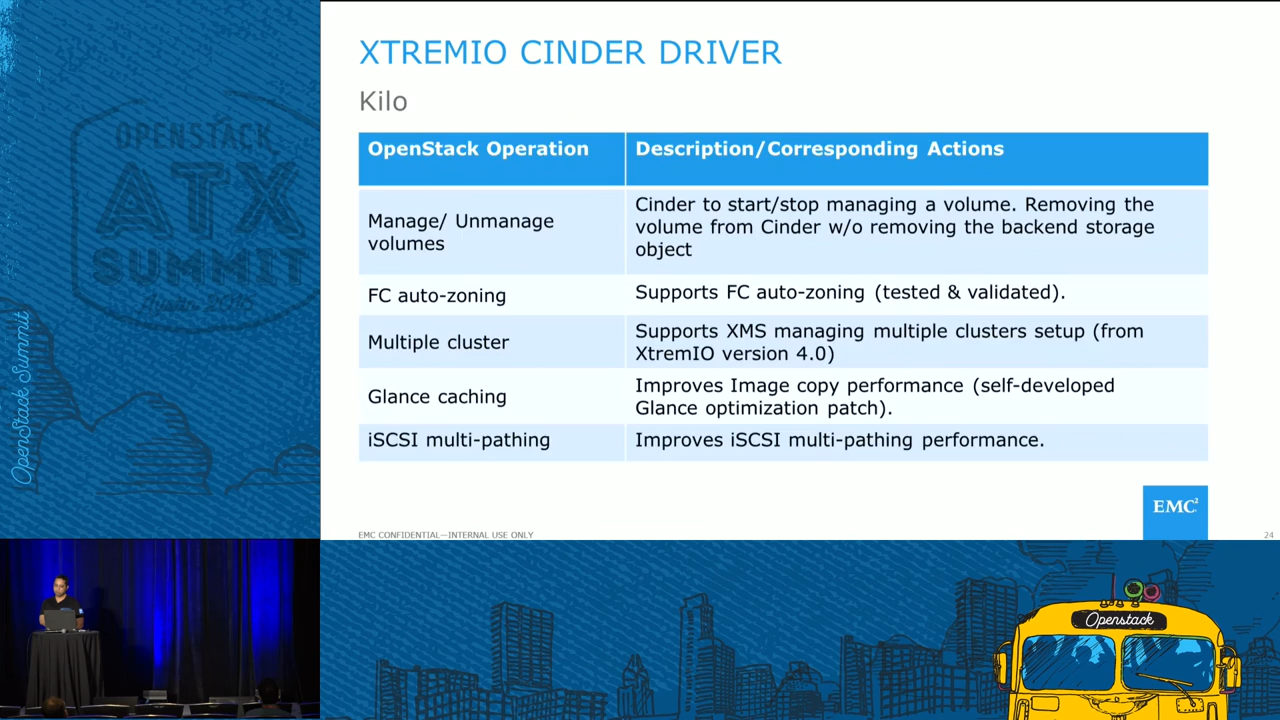 XTREMIO CINDER DRIVER
Kilo
OpenStack Operation
Description/Corresponding Actions
Manage/ Unmanage
volumes
Cinder to start/stop managing a volume. Removing the
volume from Cinder w/o removing the backend storage
object
FC auto-zoning
Supports FC auto-zoning (tested & validated).
Multiple cluster
Supports XMS managing multiple clusters setup (from
XtremIO version 4.0)
Glance caching
Improves Image copy performance (self-developed
Glance optimization patch).
iSCSI multi-pathing
Improves iSCSI multi-pathing performance.
EMC²
EMC CONFIDENTIAL—INTERNAL USE ONLY
24
OPENSTACK
ATX
SUMMIT
OpenStack Summit
Openstack